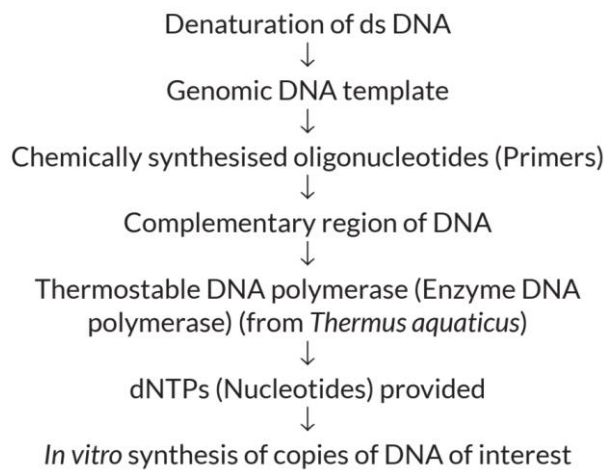 Denaturation of ds DNA
↓
Genomic DNA template
↓
Chemically synthesised oligonucleotides (Primers)
↓
Complementary region of DNA
↓
Thermostable DNA polymerase (Enzyme DNA
polymerase) (from Thermus aquaticus)
↓
dNTPs (Nucleotides) provided
↓
In vitro synthesis of copies of DNA of interest